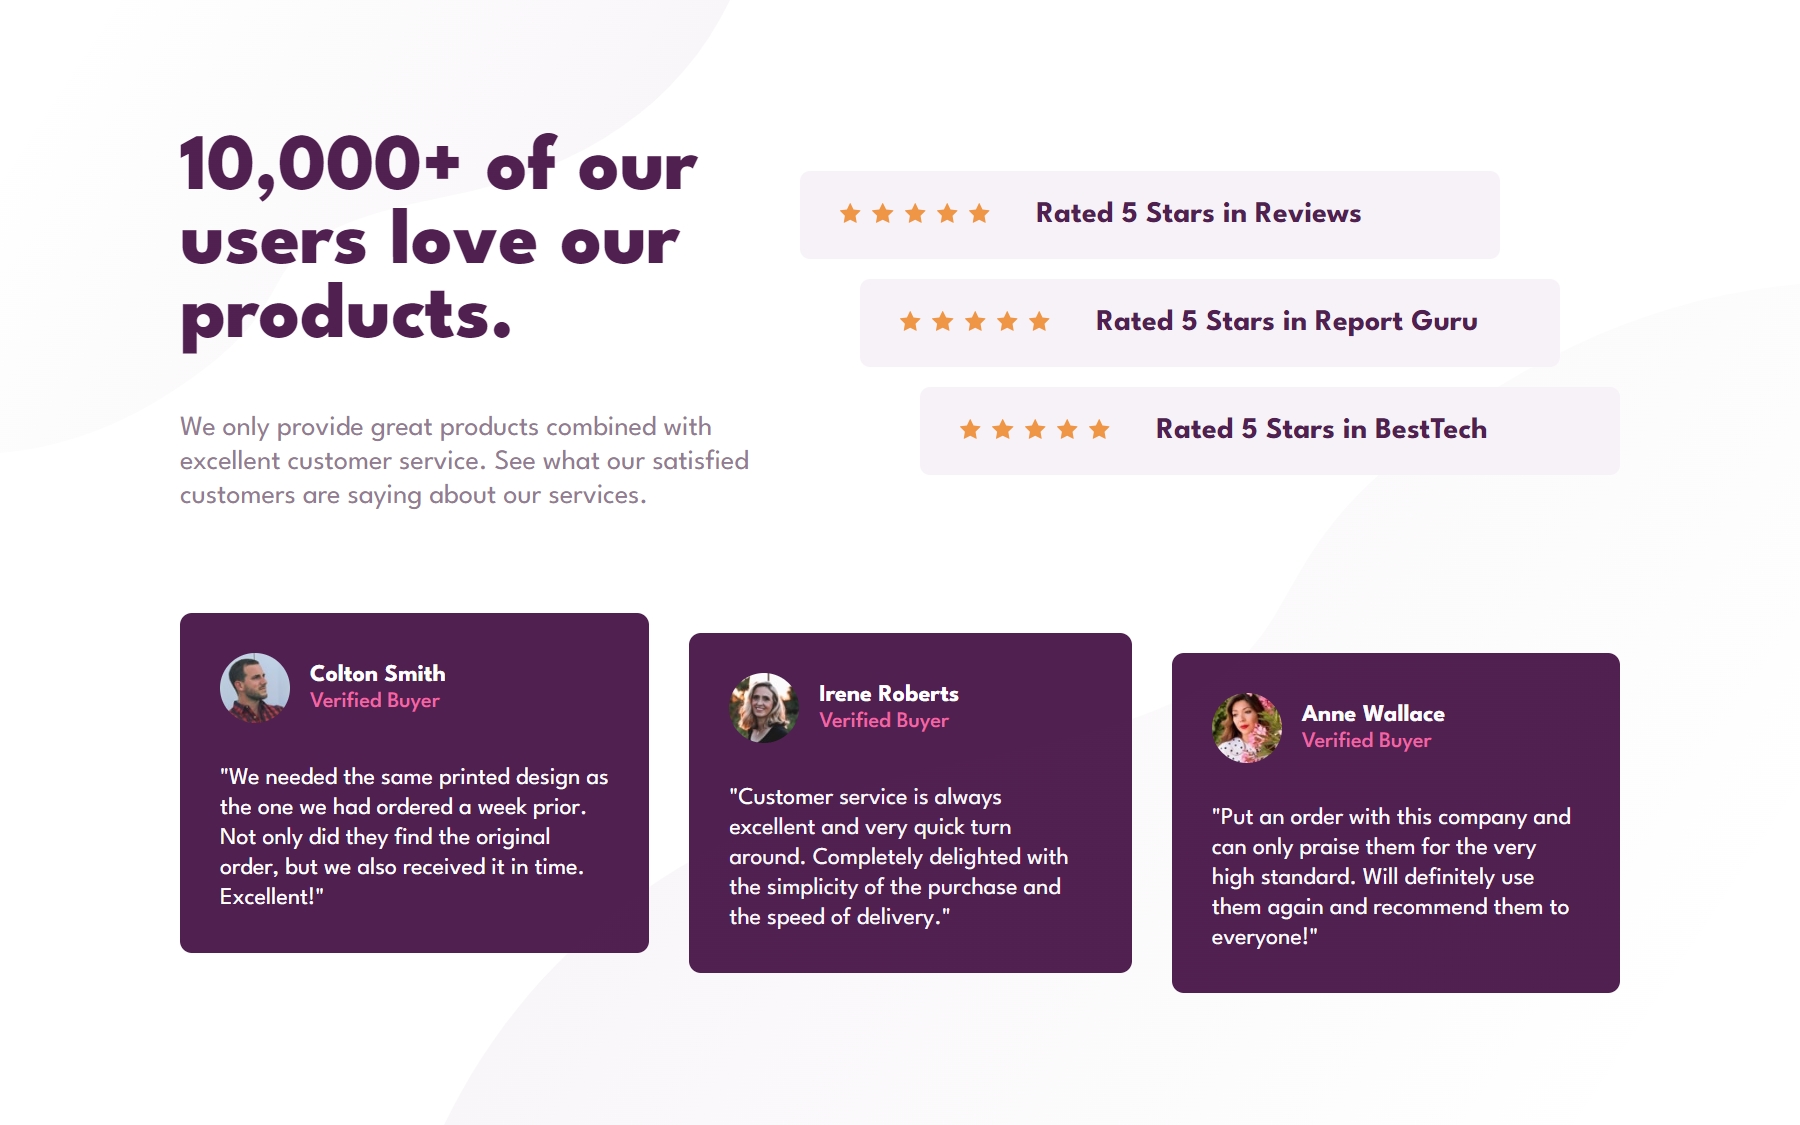 10,000+ of our
users love our
products.
We only provide great products combined with
excellent customer service. See what our satisfied
customers are saying about our services.
Rated 5 Stars in Reviews
Rated 5 Stars in Report Guru
Rated 5 Stars in BestTech
Colton Smith
Verified Buyer
"We needed the same printed design as
the one we had ordered a week prior.
Not only did they find the original
order, but we also received it in time.
Excellent!"
Irene Roberts
Verified Buyer
"Customer service is always
excellent and very quick turn
around. Completely delighted with
the simplicity of the purchase and
the speed of delivery."
Anne Wallace
Verified Buyer
"Put an order with this company and
can only praise them for the very
high standard. Will definitely use
them again and recommend them to
everyone!"